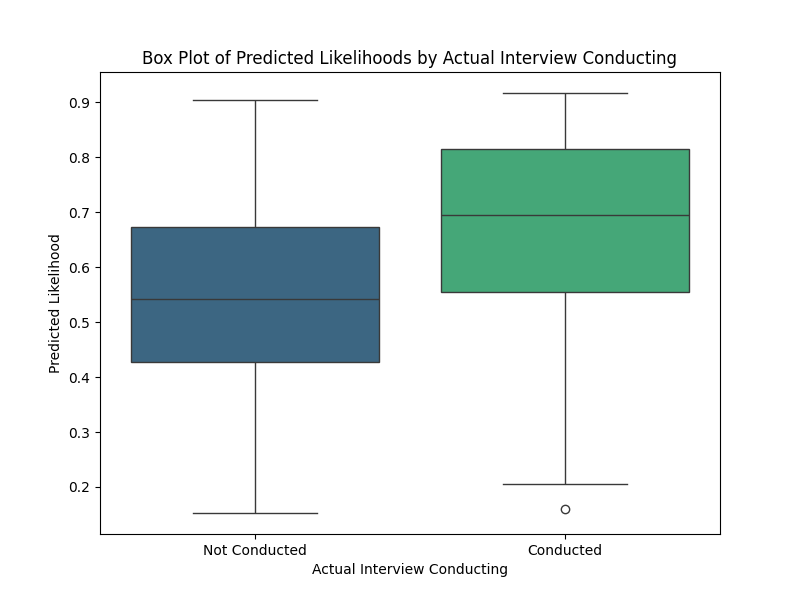 Box Plot of Predicted Likelihoods by Actual Interview Conducting
Predicted Likelihood
0.9
0.8
0.7
0.6
0.5
0.4
0.3
0.2
Not Conducted
Conducted
Actual Interview Conducting